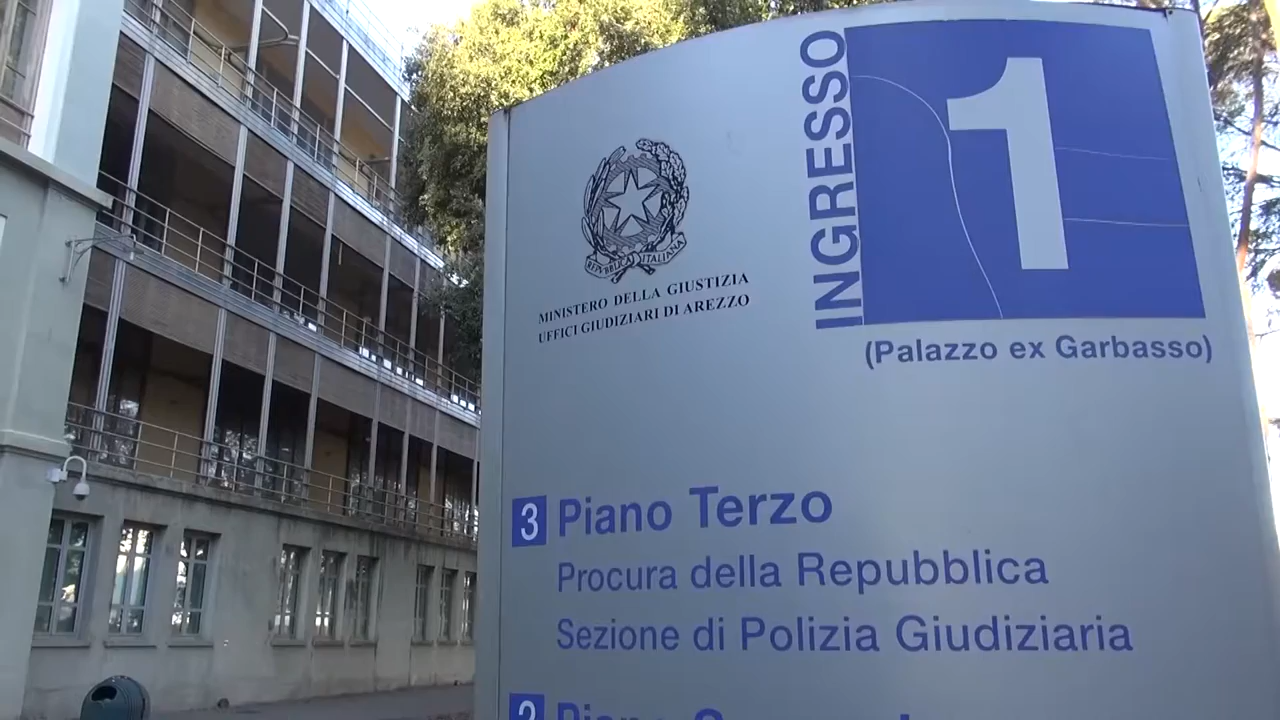 REPUBBLICA ITALIANA
MINISTERO DELLA GIUSTIZIA
UFFICI GIUDIZIARI DI AREZZO
INGRESSO
1
(Palazzo ex Garbasso)
3 Piano Terzo
Procura della Repubblica
Sezione di Polizia Giudiziaria
2 Piano